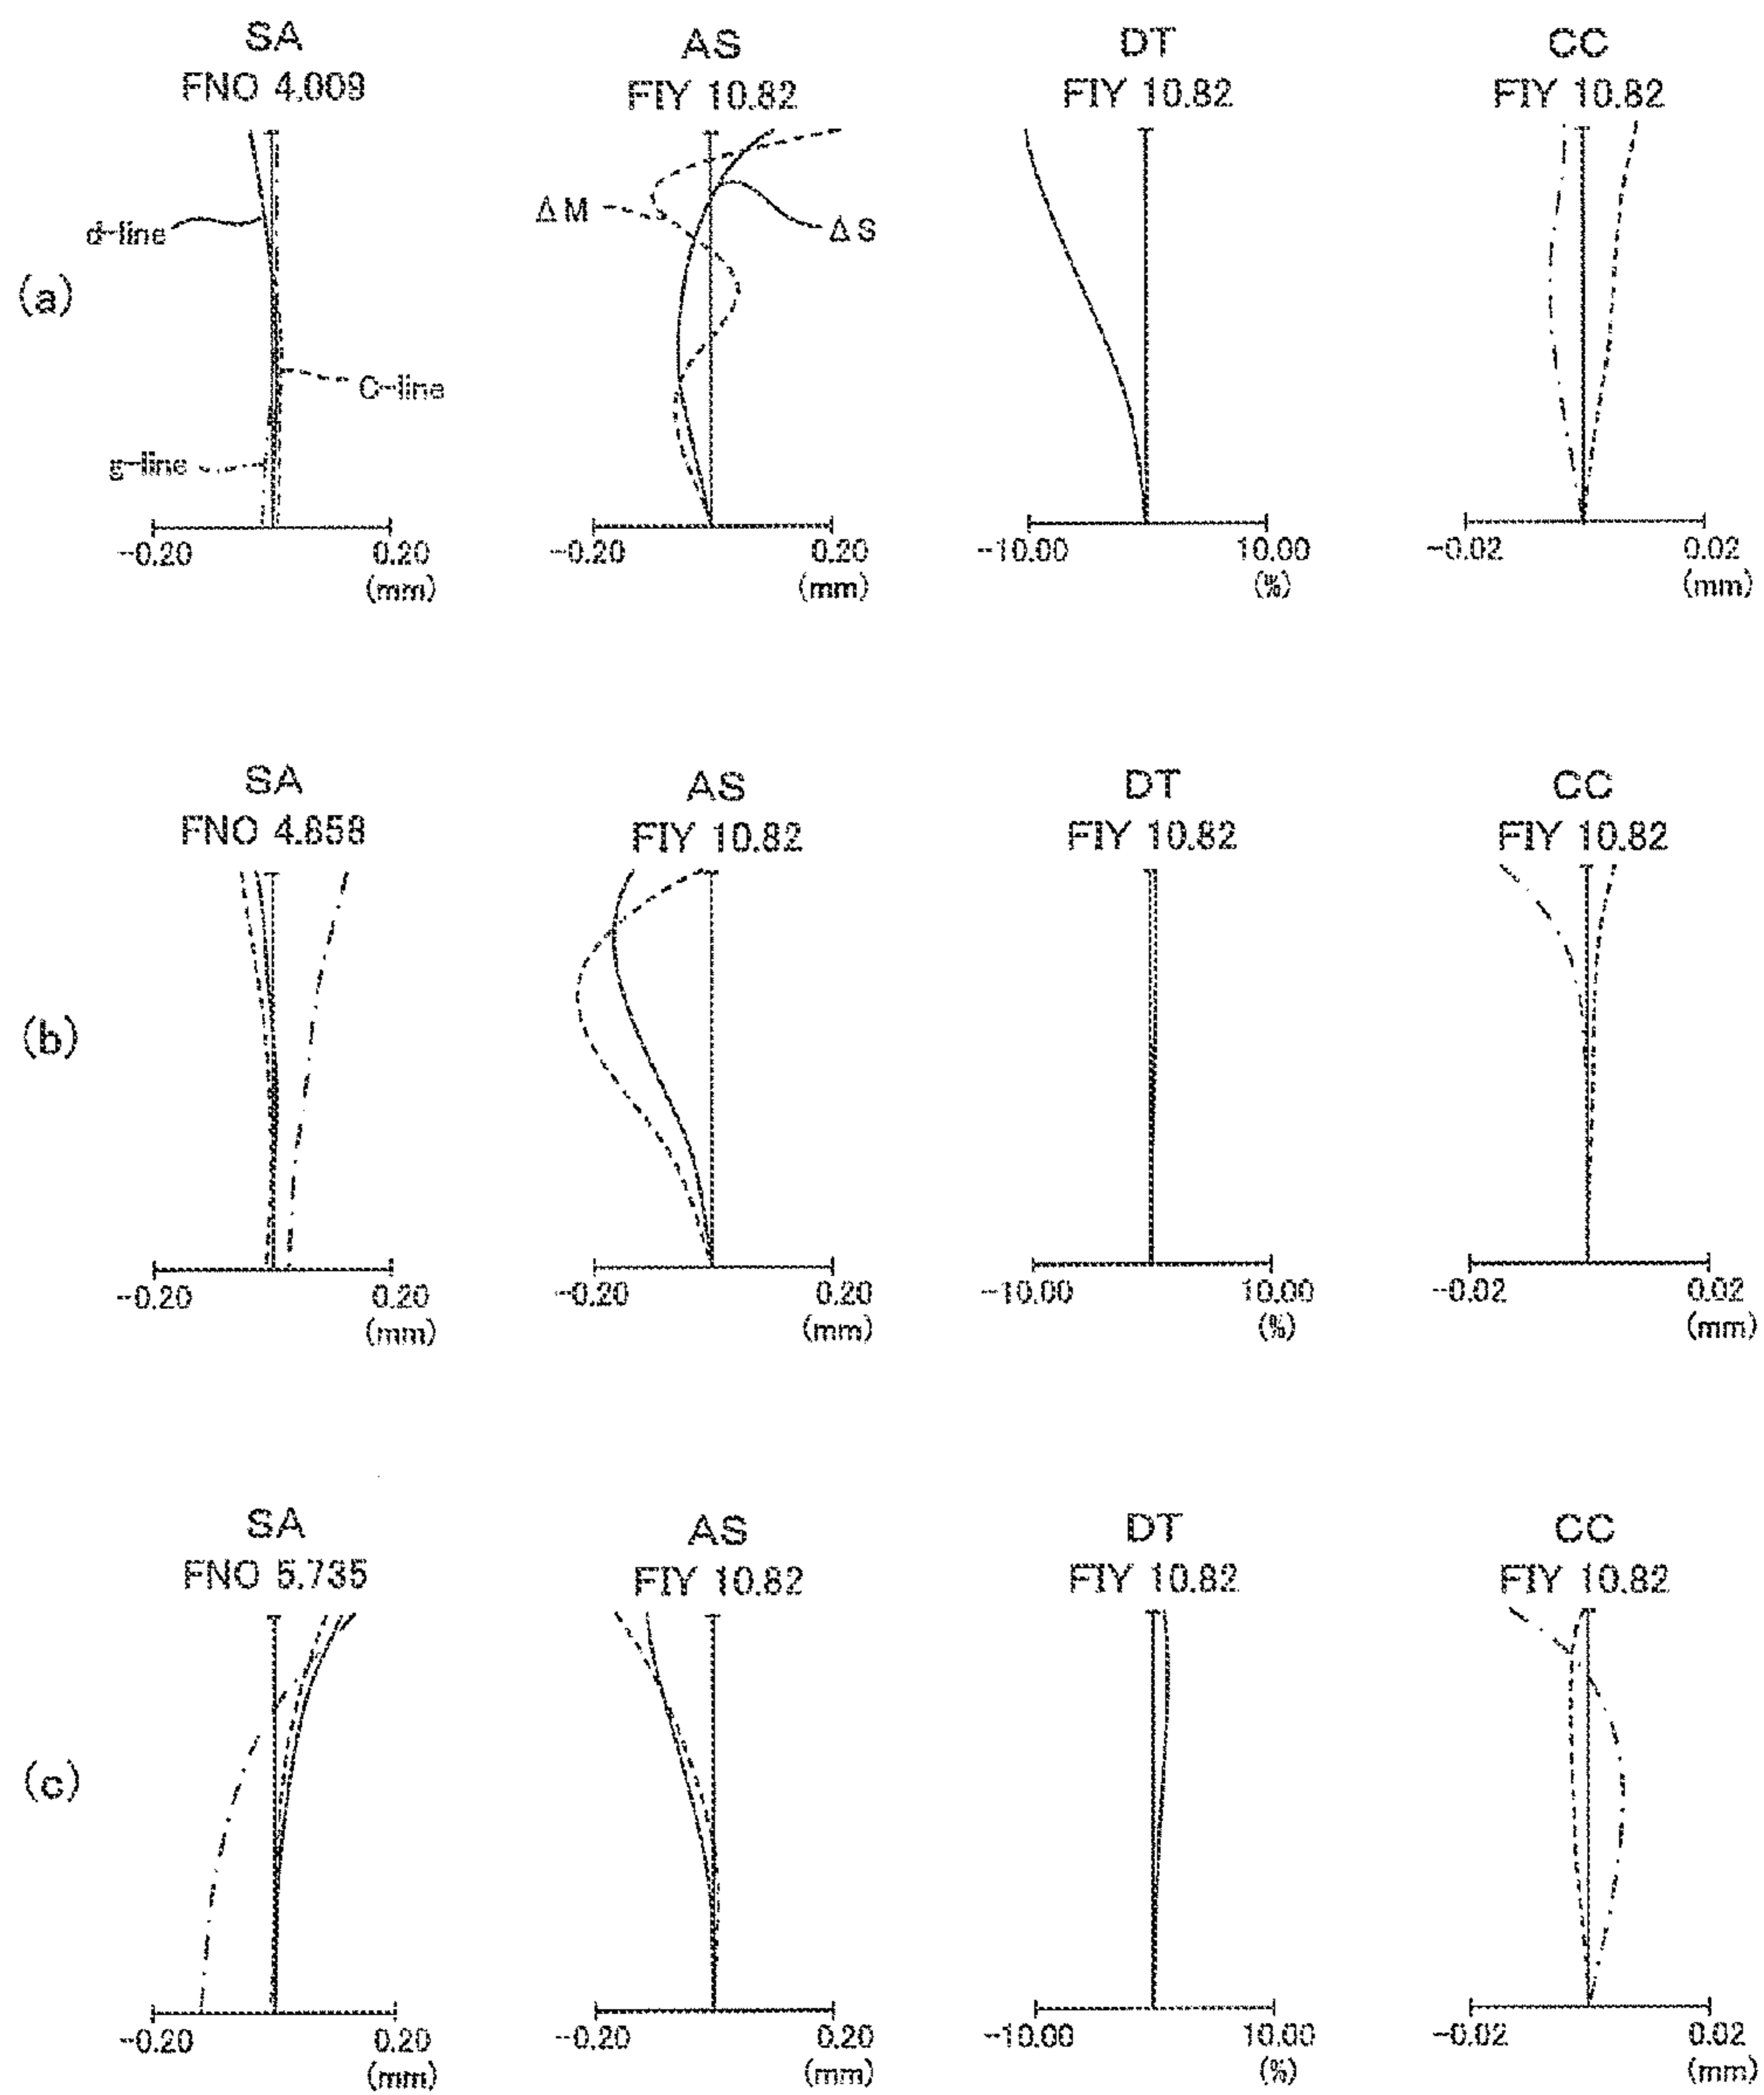 SA AS DT CC
FNO 4.009 FIY 10.82 FIY 10.82 FIY 10.82
d-line ΔM ΔS
(a)
C-line
g-line
-0.20 0.20 -0.20 0.20 -10.00 10.00 -0.02 0.02
(mm) (mm) (%) (mm)
SA AS DT CC
FNO 4.858 FIY 10.82 FIY 10.82 FIY 10.82
(b)
-0.20 0.20 -0.20 0.20 -10.00 10.00 -0.02 0.02
(mm) (mm) (%) (mm)
SA AS DT CC
FNO 5.735 FIY 10.82 FIY 10.82 FIY 10.82
(c)
-0.20 0.20 -0.20 0.20 -10.00 10.00 -0.02 0.02
(mm) (mm) (%) (mm)